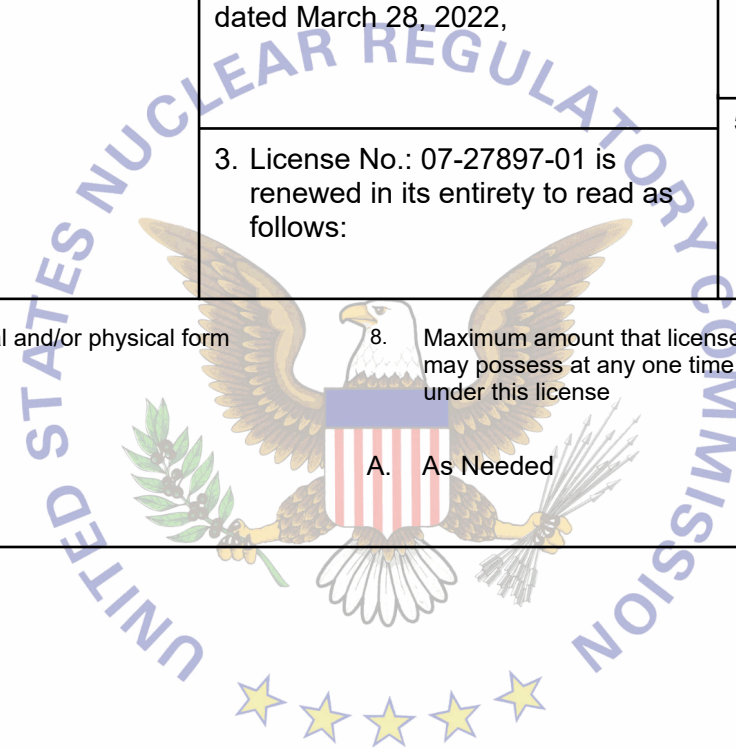 dated March 28, 2022,
3. License No.: 07-27897-01 is
renewed in its entirety to read as
follows:
and/or physical form
8. Maximum amount that
may possess at any one time
under this license
A. As Needed
UNITED STATES NUCLEAR REGULATORY COMMISSION